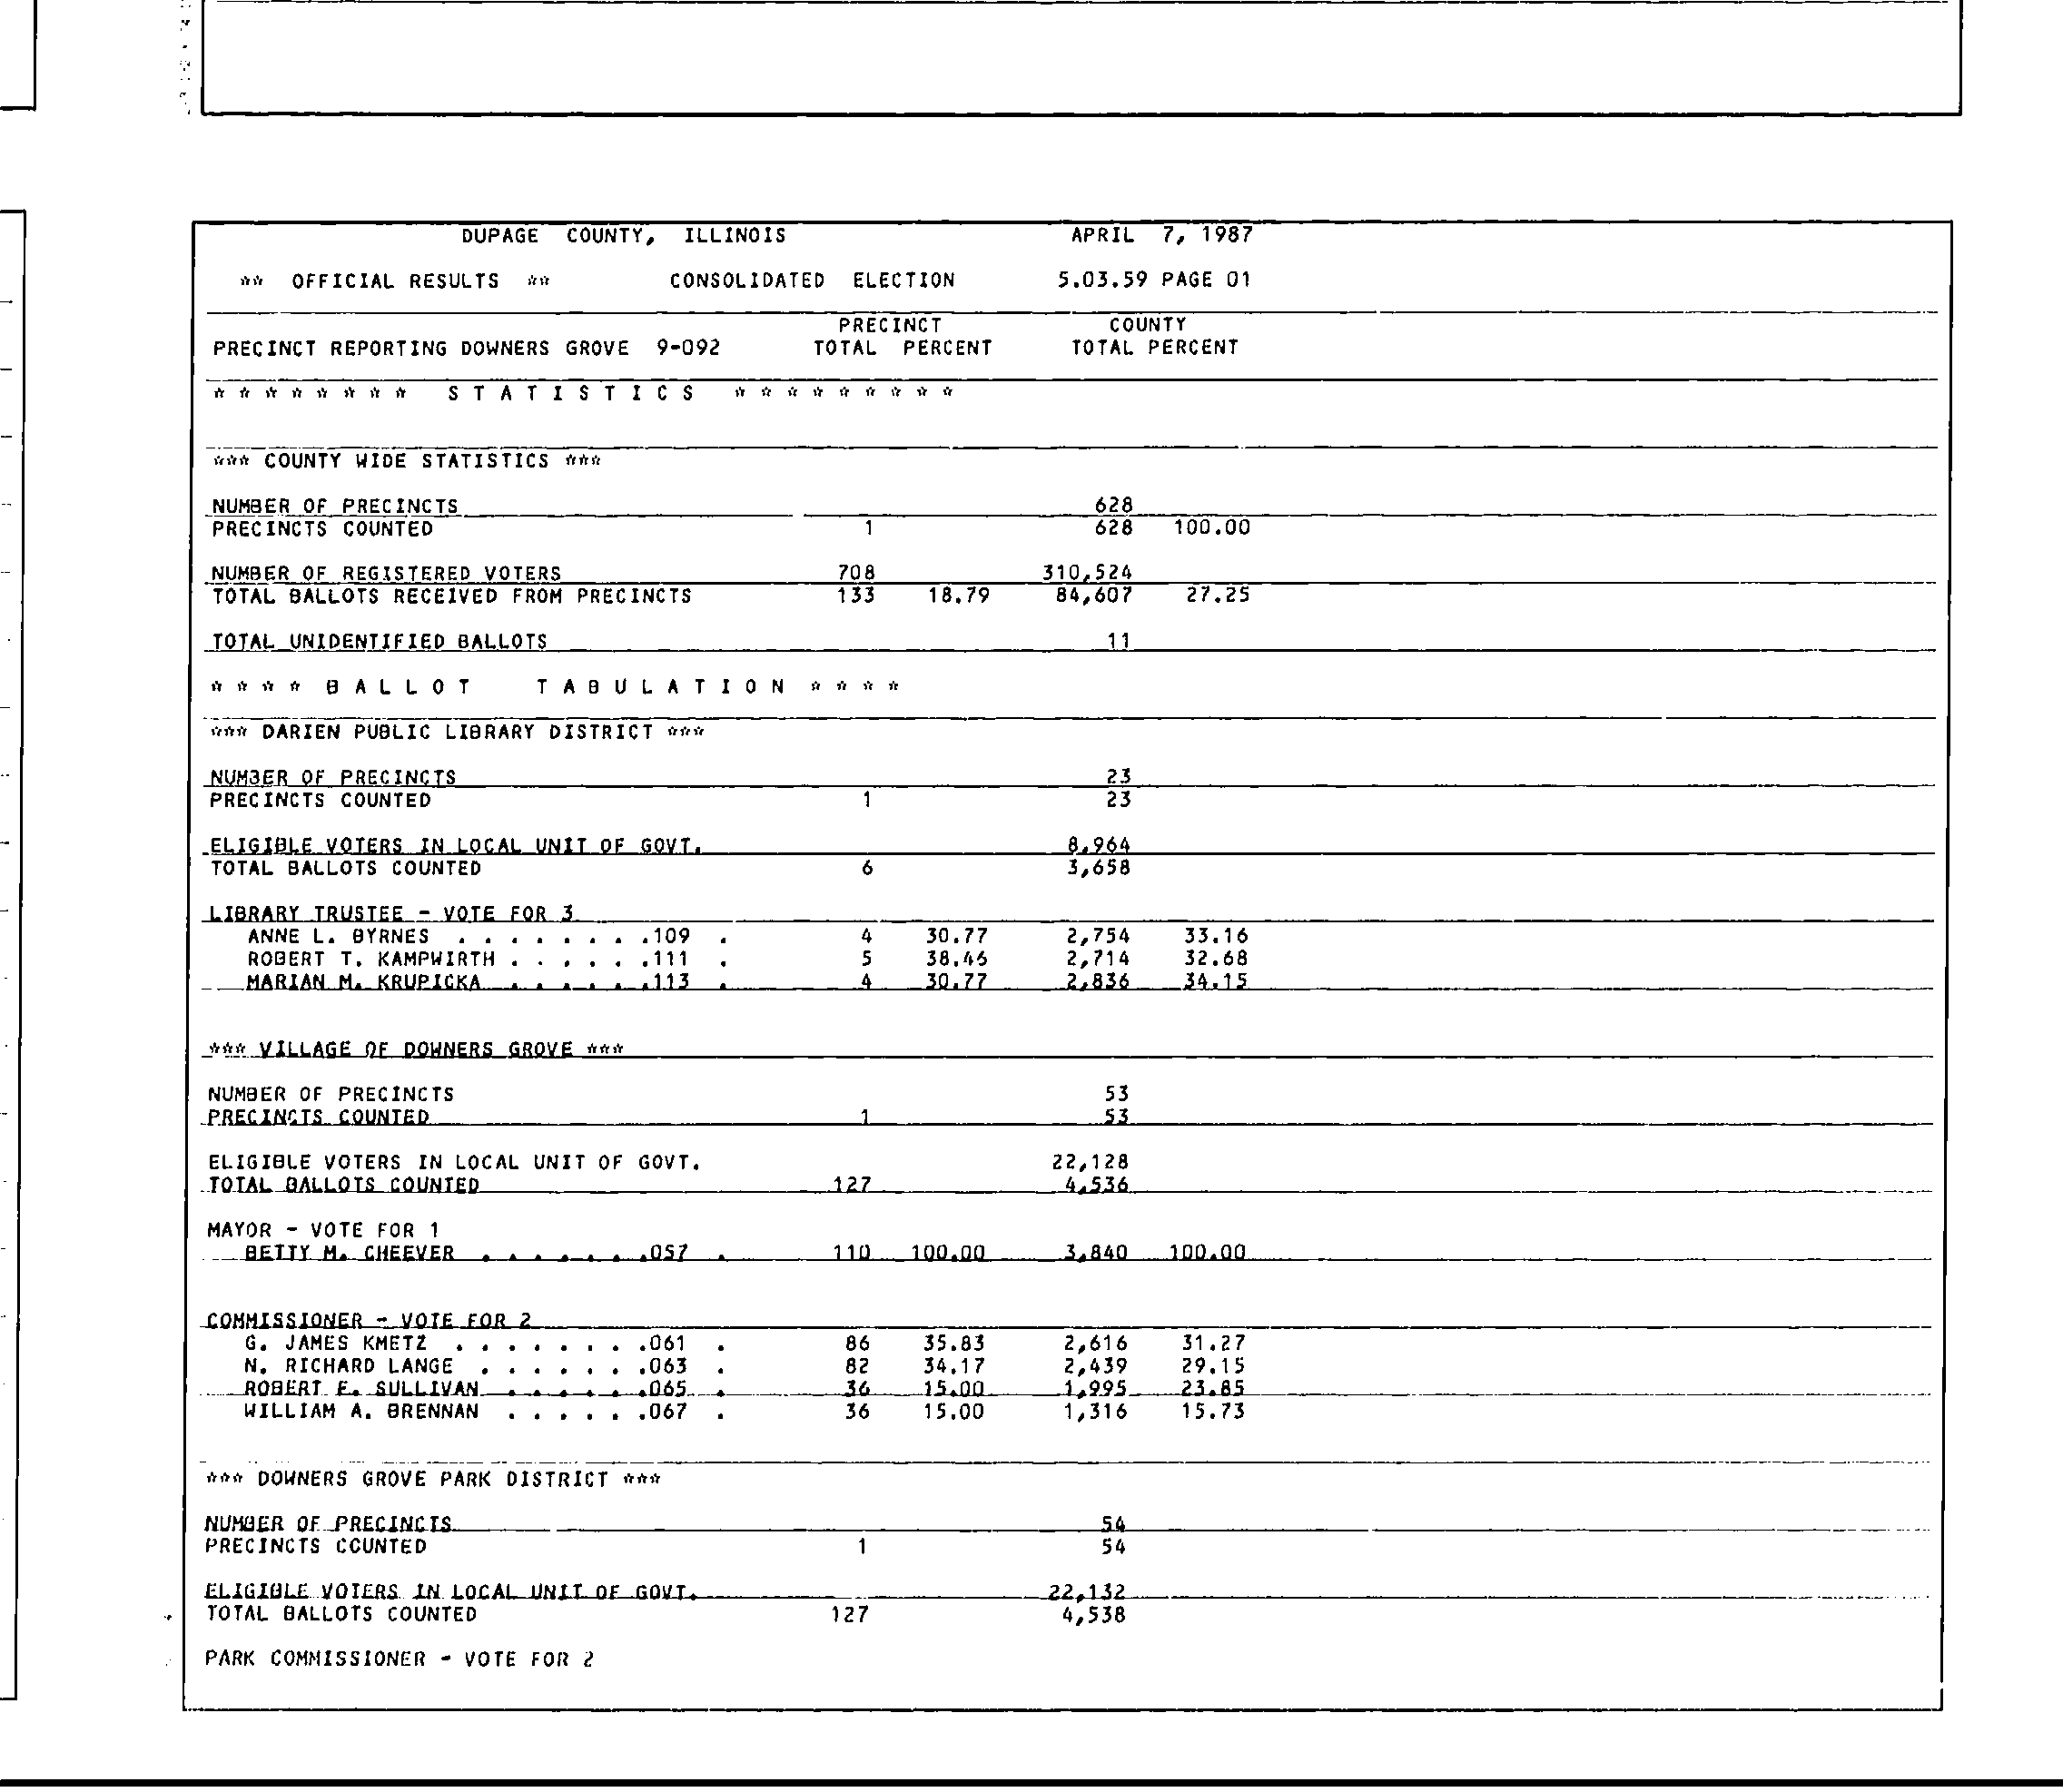 DUPAGE COUNTY, ILLINOIS APRIL 7, 1987
** OFFICIAL RESULTS ** CONSOLIDATED ELECTION 5.03.59 PAGE 01
PRECINCT COUNTY
PRECINCT REPORTING DOWNERS GROVE 9-092 TOTAL PERCENT TOTAL PERCENT
* * * * * * * * S T A T I S T I C S * * * * * * * * *
*** COUNTY WIDE STATISTICS ***
NUMBER OF PRECINCTS 628
PRECINCTS COUNTED 1 628 100.00
NUMBER OF REGISTERED VOTERS 708 310,524
TOTAL BALLOTS RECEIVED FROM PRECINCTS 133 18.79 84,607 27.25
TOTAL UNIDENTIFIED BALLOTS 11
* * * * B A L L O T T A B U L A T I O N * * * *
*** DARIEN PUBLIC LIBRARY DISTRICT ***
NUMBER OF PRECINCTS 23
PRECINCTS COUNTED 1 23
ELIGIBLE VOTERS IN LOCAL UNIT OF GOVT. 8,964
TOTAL BALLOTS COUNTED 6 3,658
LIBRARY TRUSTEE - VOTE FOR 3
ANNE L. BYRNES . . . . . . . .109 . 4 30.77 2,754 33.16
ROBERT T. KAMPWIRTH . . . . . .111 . 5 38.46 2,714 32.68
MARIAN M. KRUPICKA . . . . . .113 . 4 30.77 2,836 34.15
*** VILLAGE OF DOWNERS GROVE ***
NUMBER OF PRECINCTS 53
PRECINCTS COUNTED 1 53
ELIGIBLE VOTERS IN LOCAL UNIT OF GOVT. 22,128
TOTAL BALLOTS COUNTED 127 4,536
MAYOR - VOTE FOR 1
BETTY M. CHEEVER . . . . . . .057 . 110 100.00 3,840 100.00
COMMISSIONER - VOTE FOR 2
G. JAMES KMETZ . . . . . . . .061 . 86 35.83 2,616 31.27
N. RICHARD LANGE . . . . . . .063 . 82 34.17 2,439 29.15
ROBERT E. SULLIVAN . . . . . .065 . 36 15.00 1,995 23.85
WILLIAM A. BRENNAN . . . . . .067 . 36 15.00 1,316 15.73
*** DOWNERS GROVE PARK DISTRICT ***
NUMBER OF PRECINCTS 54
PRECINCTS COUNTED 1 54
ELIGIBLE VOTERS IN LOCAL UNIT OF GOVT. 22,132
TOTAL BALLOTS COUNTED 127 4,538
PARK COMMISSIONER - VOTE FOR 2